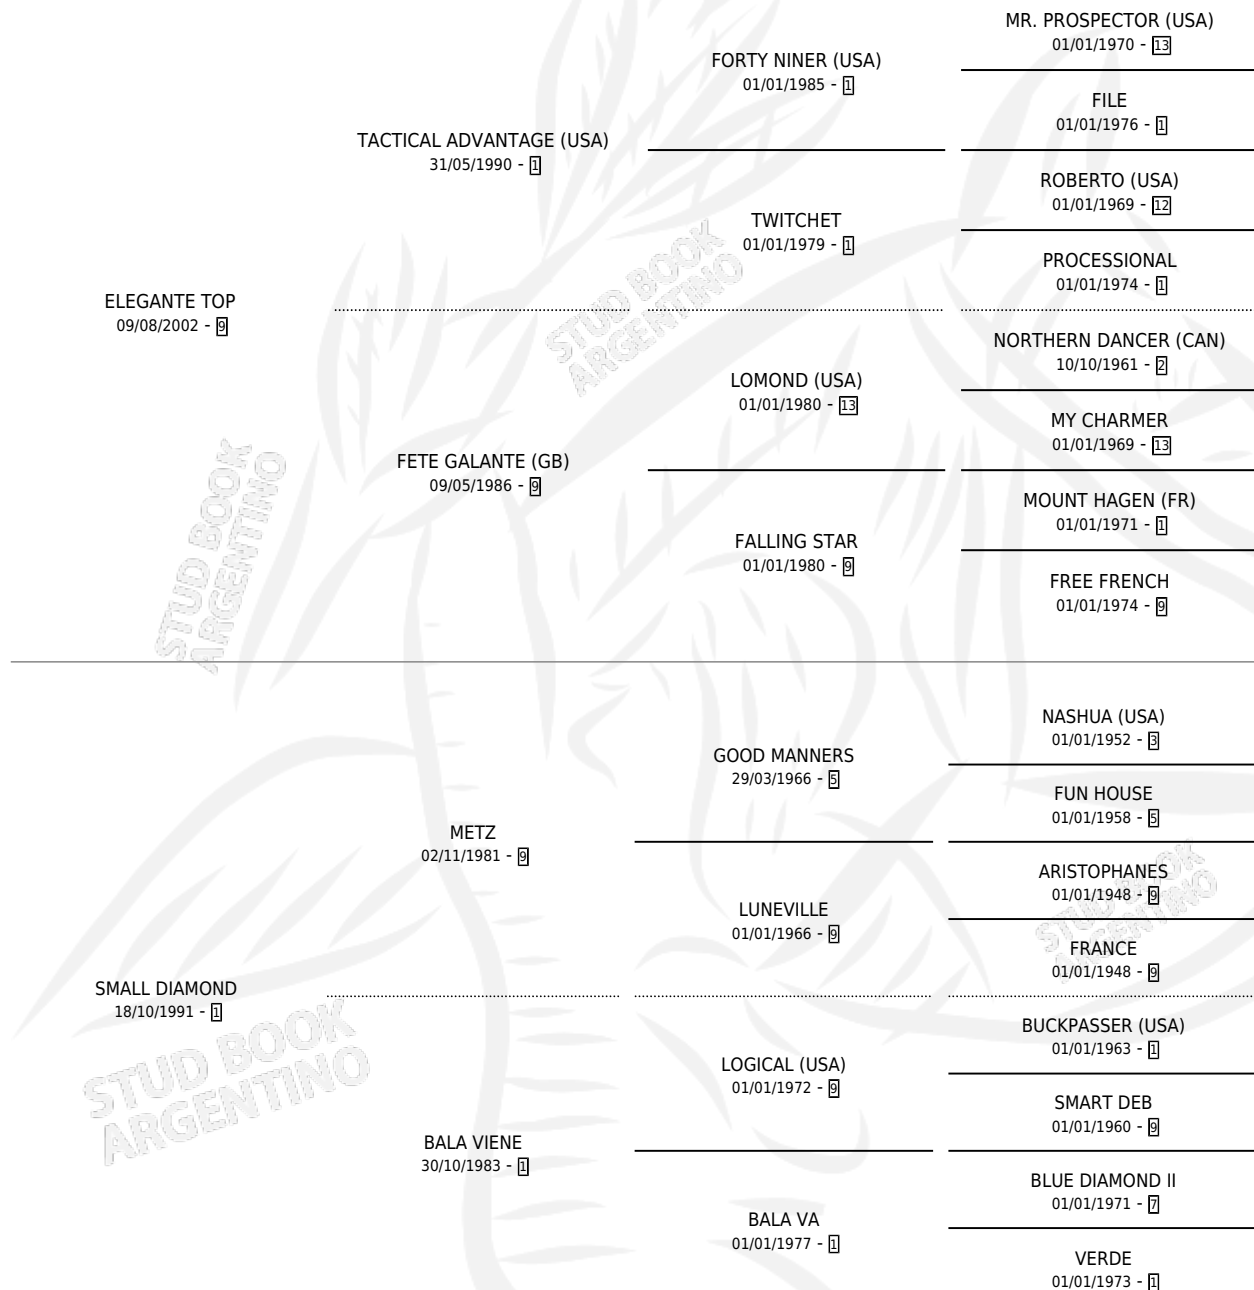 MR. PROSPECTOR (USA)
01/01/1970 - 13
FORTY NINER (USA)
01/01/1985 - 1
FILE
01/01/1976 - 1
TACTICAL ADVANTAGE (USA)
31/05/1990 - 1
ROBERTO (USA)
01/01/1969 - 12
TWITCHET
01/01/1979 - 1
PROCESSIONAL
01/01/1974 - 1
ELEGANTE TOP
09/08/2002 - 9
NORTHERN DANCER (CAN)
10/10/1961 - 2
LOMOND (USA)
01/01/1980 - 13
MY CHARMER
01/01/1969 - 13
FETE GALANTE (GB)
09/05/1986 - 9
MOUNT HAGEN (FR)
01/01/1971 - 1
FALLING STAR
01/01/1980 - 9
FREE FRENCH
01/01/1974 - 9
NASHUA (USA)
01/01/1952 - 3
GOOD MANNERS
29/03/1966 - 5
FUN HOUSE
01/01/1958 - 5
METZ
02/11/1981 - 9
ARISTOPHANES
01/01/1948 - 9
LUNEVILLE
01/01/1966 - 9
FRANCE
01/01/1948 - 9
SMALL DIAMOND
18/10/1991 - 1
BUCKPASSER (USA)
01/01/1963 - 1
LOGICAL (USA)
01/01/1972 - 9
SMART DEB
01/01/1960 - 9
BALA VIENE
30/10/1983 - 1
BLUE DIAMOND II
01/01/1971 - 7
BALA VA
01/01/1977 - 1
VERDE
01/01/1973 - 1
STUD BOOK
ARGENTINO
STUD BOOK
ARGENTINO
STUD BOOK
ARGENTINO
STUD BOOK
ARGENTINO